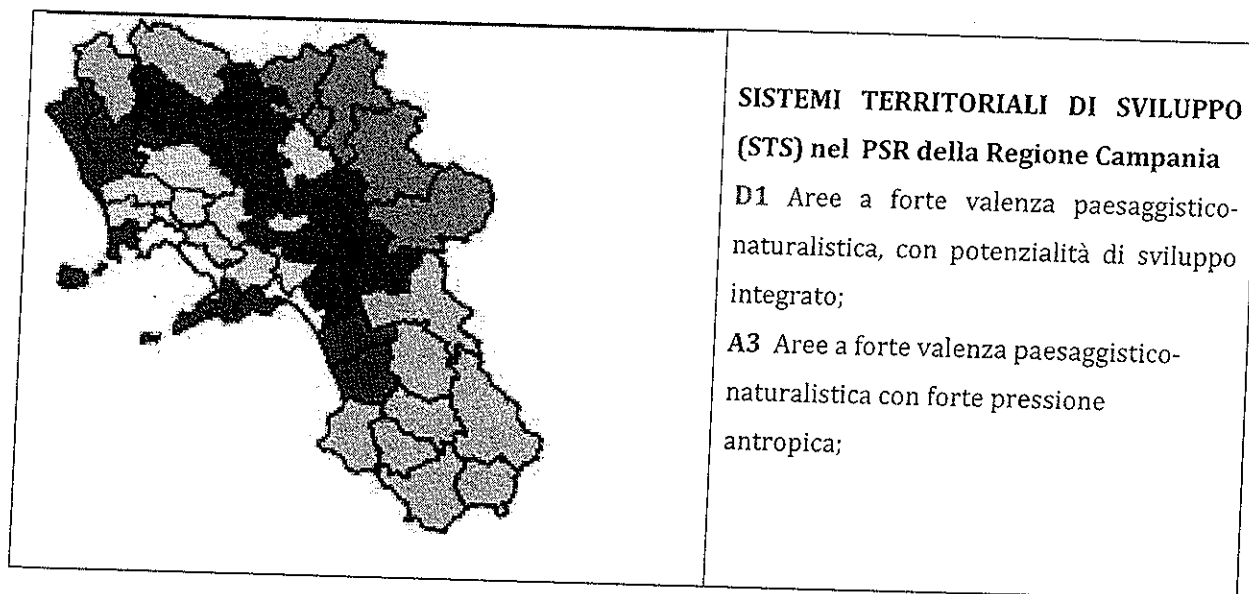 SISTEMI TERRITORIALI DI SVILUPPO
(STS) nel PSR della Regione Campania
D1 Aree a forte valenza paesaggistico-
naturalistica, con potenzialità di sviluppo
integrato;
A3 Aree a forte valenza paesaggistico-
naturalistica con forte pressione
antropica;